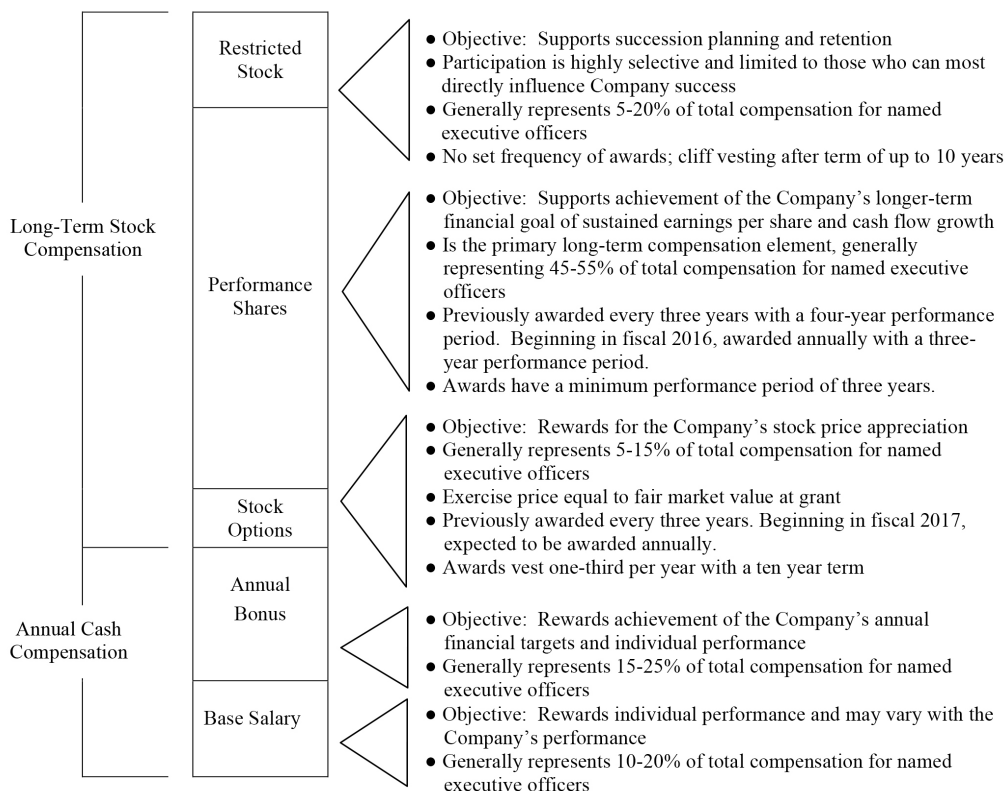 Long-Term Stock
Compensation
Annual Cash
Compensation
Restricted
Stock
● Objective:  Supports succession planning and retention
● Participation is highly selective and limited to those who can most
directly influence Company success
● Generally represents 5-20% of total compensation for named
executive officers
● No set frequency of awards; cliff vesting after term of up to 10 years
Performance
Shares
● Objective:  Supports achievement of the Company’s longer-term
financial goal of sustained earnings per share and cash flow growth
● Is the primary long-term compensation element, generally
representing 45-55% of total compensation for named executive
officers
● Previously awarded every three years with a four-year performance
period.  Beginning in fiscal 2016, awarded annually with a three-
year performance period.
● Awards have a minimum performance period of three years.
Stock
Options
● Objective:  Rewards for the Company’s stock price appreciation
● Generally represents 5-15% of total compensation for named
executive officers
● Exercise price equal to fair market value at grant
● Previously awarded every three years. Beginning in fiscal 2017,
expected to be awarded annually.
● Awards vest one-third per year with a ten year term
Annual
Bonus
● Objective:  Rewards achievement of the Company’s annual
financial targets and individual performance
● Generally represents 15-25% of total compensation for named
executive officers
Base Salary
● Objective:  Rewards individual performance and may vary with the
Company’s performance
● Generally represents 10-20% of total compensation for named
executive officers